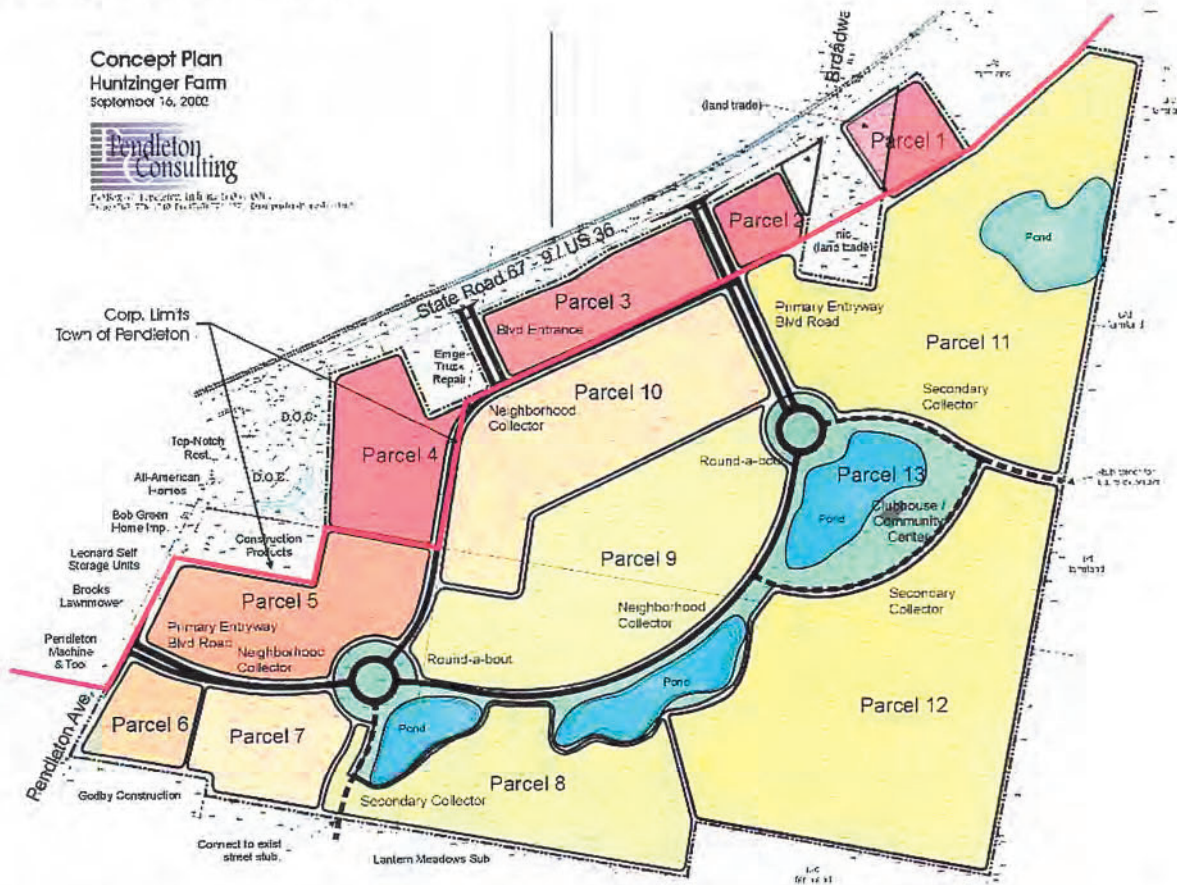 Concept Plan
Huntzinger Farm
September 16, 2002
Pendleton
Consulting
(land trade)
Parcel 1
Parcel 2
nic
(land trade)
Pond
State Road 67 - 9 / US 36
Parcel 3
Blvd Entrance
Primary Entryway
Blvd Road
Parcel 11
Corp. Limits
Town of Pendleton
Emge
Truck
Repair
Parcel 10
Neighborhood
Collector
Secondary
Collector
D.O.C.
Top-Notch
Rest.
Parcel 4
Round-a-bout
Parcel 13
All-American
Homes
Pond
Clubhouse /
Community
Center
Bob Green
Home Imp.
Construction
Products
Leonard Self
Storage Units
Parcel 9
farmland
Brocks
Lawnmower
Parcel 5
Secondary
Collector
Primary Entryway
Blvd Road
Neighborhood
Collector
Neighborhood
Collector
Pendleton
Machine
& Tool
Round-a-bout
Pond
Pendleton Ave.
Parcel 6
Parcel 7
Pond
Parcel 12
Parcel 8
Godby Construction
Secondary Collector
Connect to exist
street stub.
Lantern Meadows Sub